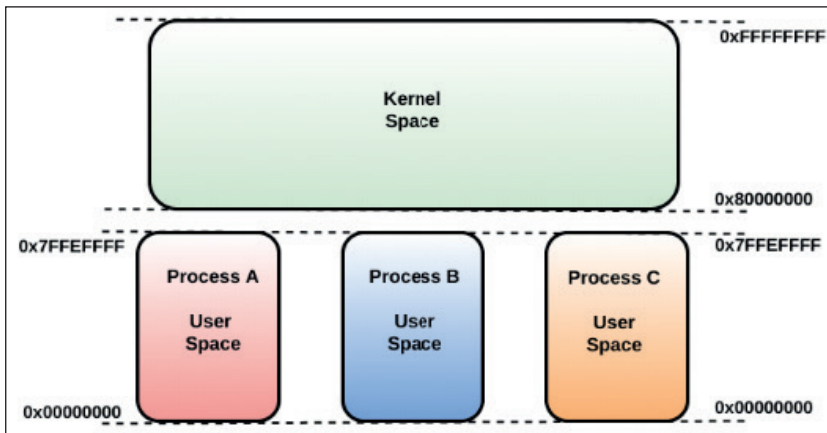 0xFFFFFFFF
Kernel
Space
0x80000000
0x7FFEFFFF
0x7FFEFFFF
Process A
User
Space
Process B
User
Space
Process C
User
Space
0x00000000
0x00000000